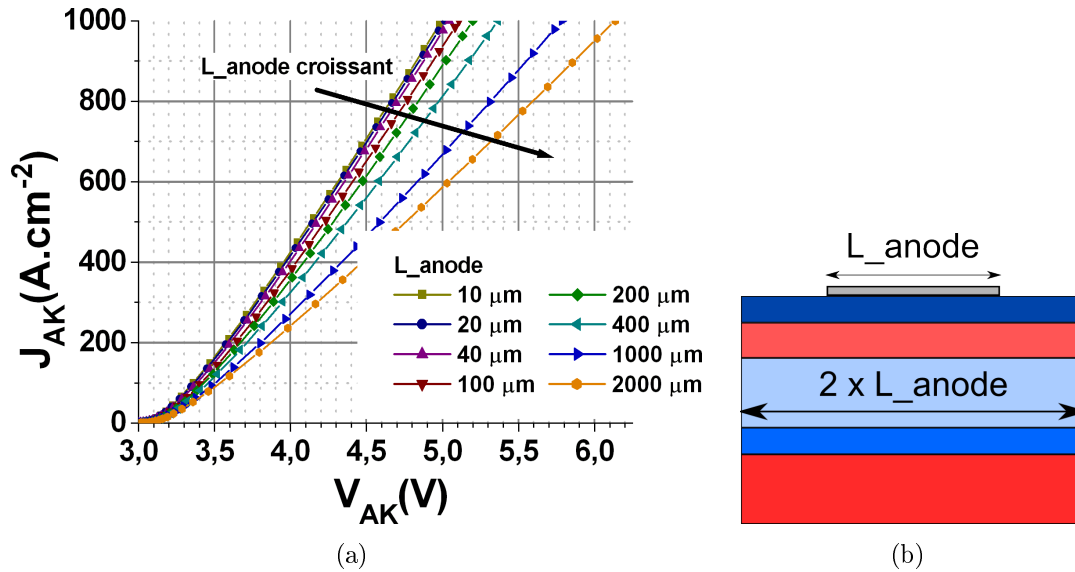 1000
800
600
400
200
0
J_AK(A.cm⁻²)
L_anode croissant
L_anode
10 μm
20 μm
40 μm
100 μm
200 μm
400 μm
1000 μm
2000 μm
3,0 3,5 4,0 4,5 5,0 5,5 6,0
V_AK(V)
(a)
L_anode
2 x L_anode
(b)